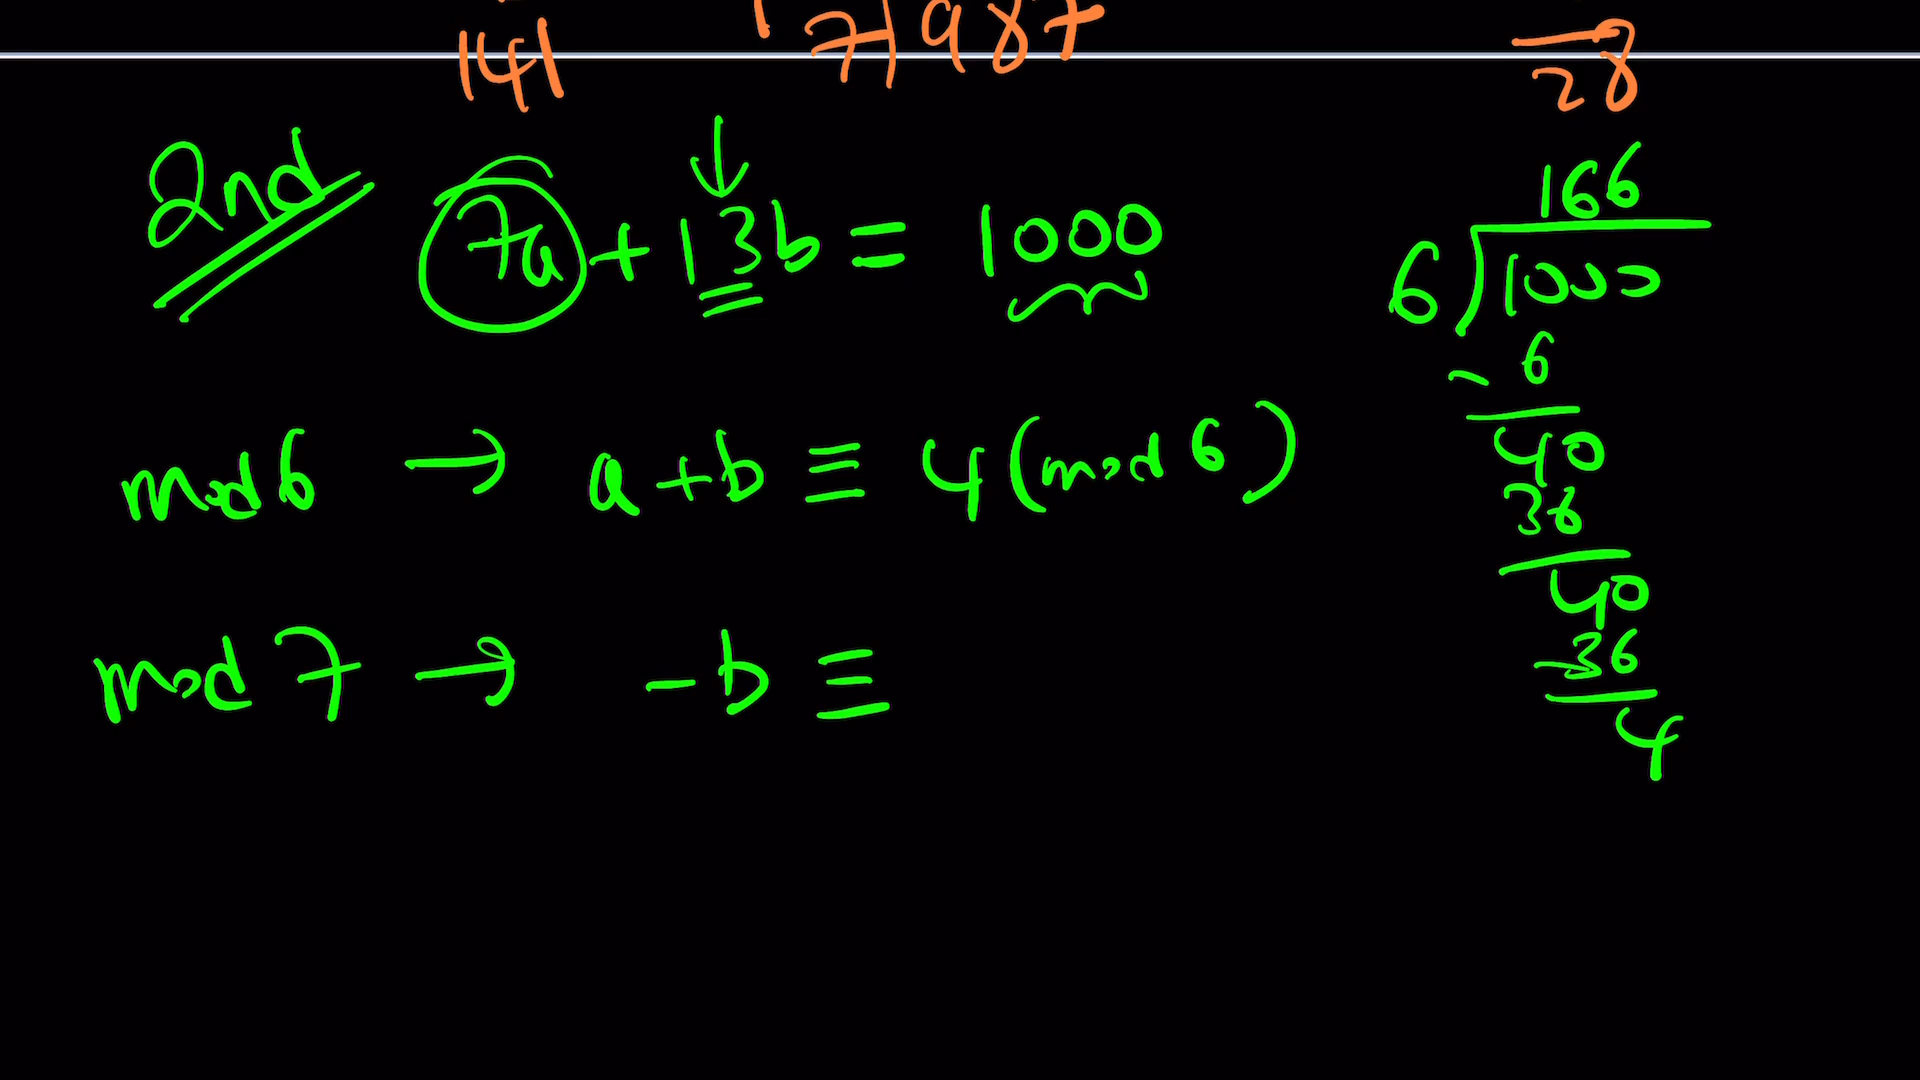 141 71987 28
2nd 7a + 13b = 1000
166
6 1000
- 6
40
mod 6 → a + b ≡ 4 (mod 6)
36
40
mod 7 → -b ≡
-36
4